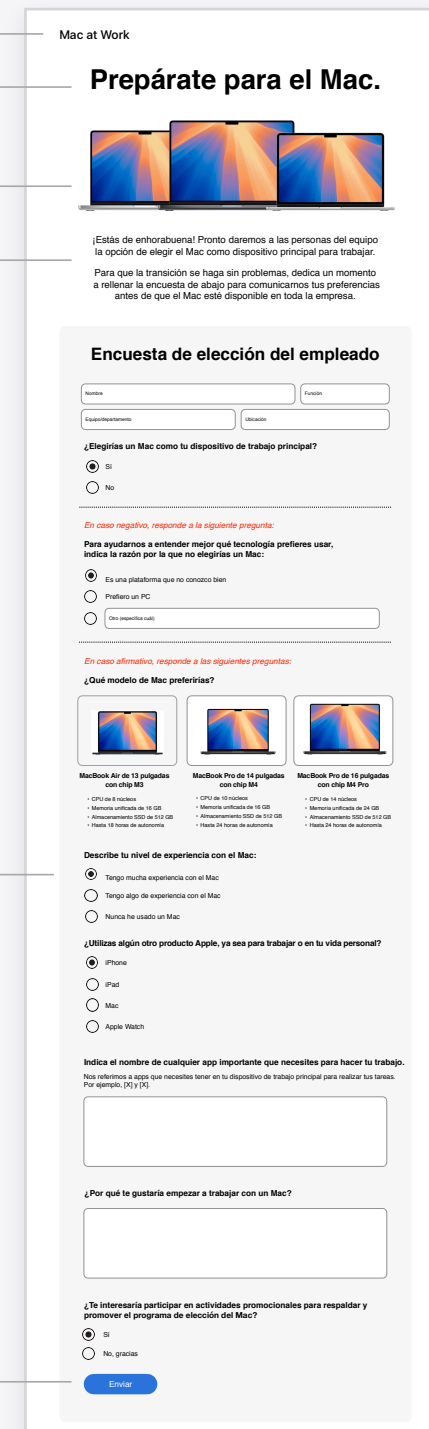 Mac at Work
Prepárate para el Mac.
¡Estás de enhorabuena! Pronto daremos a las personas del equipo
la opción de elegir el Mac como dispositivo principal para trabajar.
Para que la transición se haga sin problemas, dedica un momento
a rellenar la encuesta de abajo para comunicarnos tus preferencias
antes de que el Mac esté disponible en toda la empresa.
Encuesta de elección del empleado
Nombre
Función
Equipo/departamento
Ubicación
¿Elegirías un Mac como tu dispositivo de trabajo principal?
Sí
No
En caso negativo, responde a la siguiente pregunta:
Para ayudarnos a entender mejor qué tecnología prefieres usar,
indica la razón por la que no elegirías un Mac:
Es una plataforma que no conozco bien
Prefiero un PC
Otro (especifica cuál)
En caso afirmativo, responde a las siguientes preguntas:
¿Qué modelo de Mac preferirías?
MacBook Air de 13 pulgadas
con chip M3
• CPU de 8 núcleos
• Memoria unificada de 16 GB
• Almacenamiento SSD de 512 GB
• Hasta 18 horas de autonomía
MacBook Pro de 14 pulgadas
con chip M4
• CPU de 10 núcleos
• Memoria unificada de 16 GB
• Almacenamiento SSD de 512 GB
• Hasta 24 horas de autonomía
MacBook Pro de 16 pulgadas
con chip M4 Pro
• CPU de 14 núcleos
• Memoria unificada de 24 GB
• Almacenamiento SSD de 512 GB
• Hasta 24 horas de autonomía
Describe tu nivel de experiencia con el Mac:
Tengo mucha experiencia con el Mac
Tengo algo de experiencia con el Mac
Nunca he usado un Mac
¿Utilizas algún otro producto Apple, ya sea para trabajar o en tu vida personal?
iPhone
iPad
Mac
Apple Watch
Indica el nombre de cualquier app importante que necesites para hacer tu trabajo.
Nos referimos a apps que necesites tener en tu dispositivo de trabajo principal para realizar tus tareas.
Por ejemplo, [X] y [X].
¿Por qué te gustaría empezar a trabajar con un Mac?
¿Te interesaría participar en actividades promocionales para respaldar y
promover el programa de elección del Mac?
Sí
No, gracias
Enviar